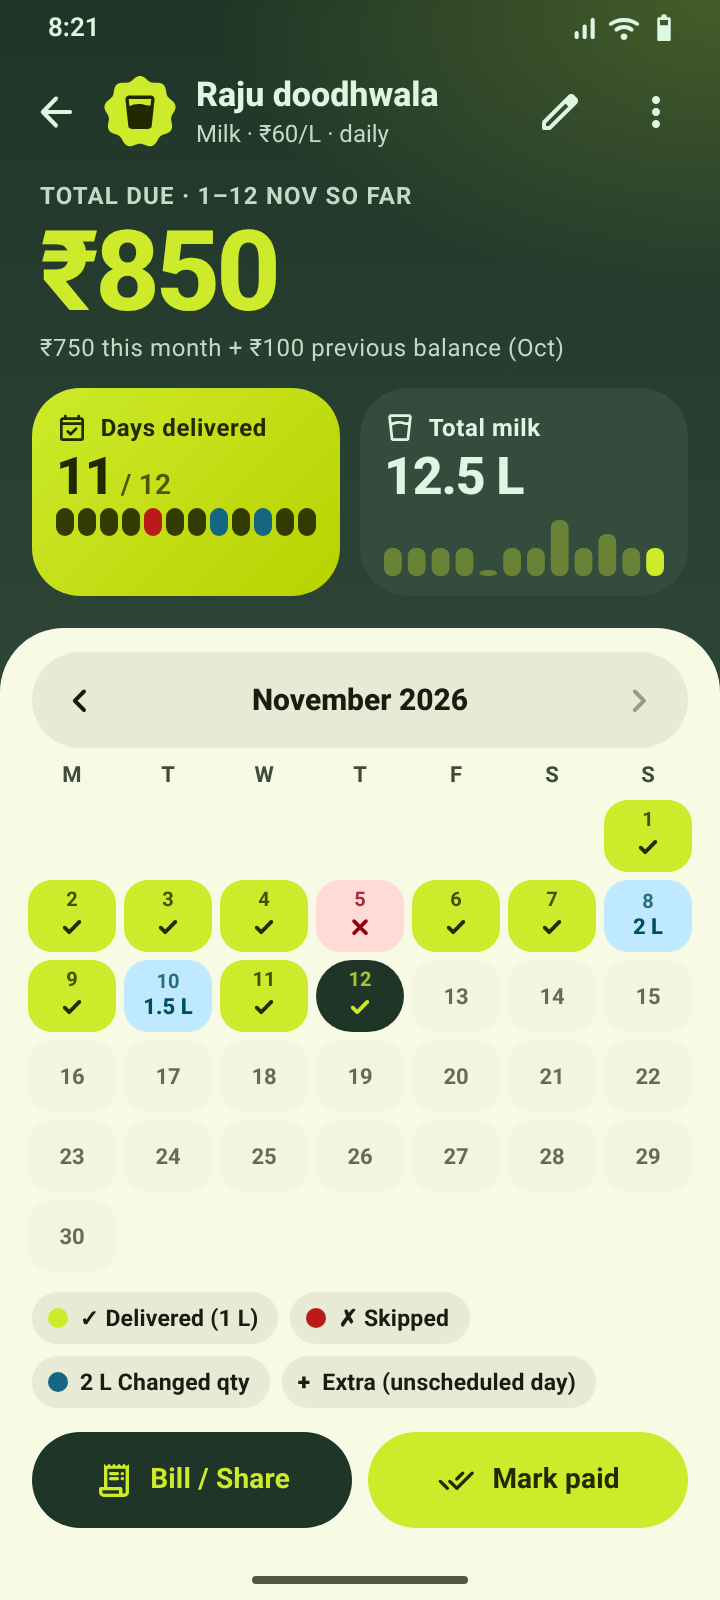 8:21
Raju doodhwala
Milk · ₹60/L · daily
TOTAL DUE · 1–12 NOV SO FAR
₹850
₹750 this month + ₹100 previous balance (Oct)
Days delivered
11 / 12
Total milk
12.5 L
November 2026
M T W T F S S
1
2 3 4 5 6 7 8
2 L
9 10 11 12 13 14 15
1.5 L
16 17 18 19 20 21 22
23 24 25 26 27 28 29
30
✓ Delivered (1 L)
✗ Skipped
2 L Changed qty
+ Extra (unscheduled day)
Bill / Share
Mark paid